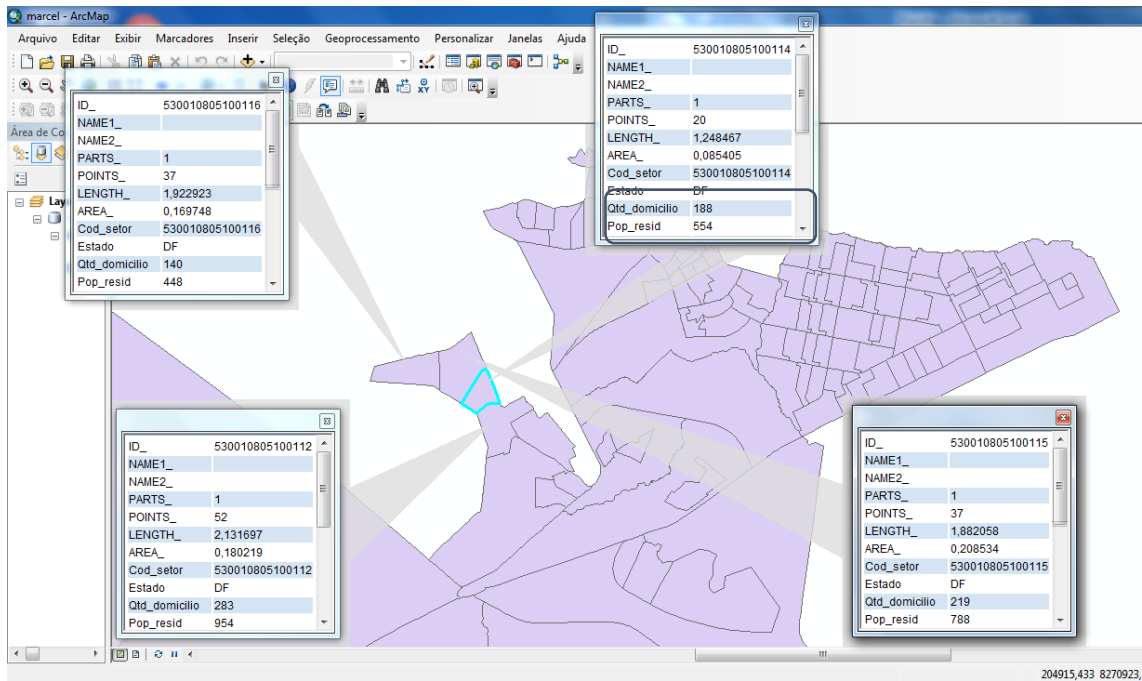 marcel - ArcMap
Arquivo Editar Exibir Marcadores Inserir Seleção Geoprocessamento Personalizar Janelas Ajuda
ID_ 530010805100114
NAME1_
NAME2_
PARTS_ 1
POINTS_ 20
LENGTH_ 1,248467
AREA_ 0,085405
Cod_setor 530010805100114
Estado DF
Qtd_domicilio 188
Pop_resid 554
ID_ 530010805100116
NAME1_
NAME2_
PARTS_ 1
POINTS_ 37
LENGTH_ 1,922923
AREA_ 0,169748
Cod_setor 530010805100116
Estado DF
Qtd_domicilio 140
Pop_resid 448
Área de Co
Lay
ID_ 530010805100112
NAME1_
NAME2_
PARTS_ 1
POINTS_ 52
LENGTH_ 2,131697
AREA_ 0,180219
Cod_setor 530010805100112
Estado DF
Qtd_domicilio 283
Pop_resid 954
ID_ 530010805100115
NAME1_
NAME2_
PARTS_ 1
POINTS_ 37
LENGTH_ 1,882058
AREA_ 0,208534
Cod_setor 530010805100115
Estado DF
Qtd_domicilio 219
Pop_resid 788
204915,433 8270923,